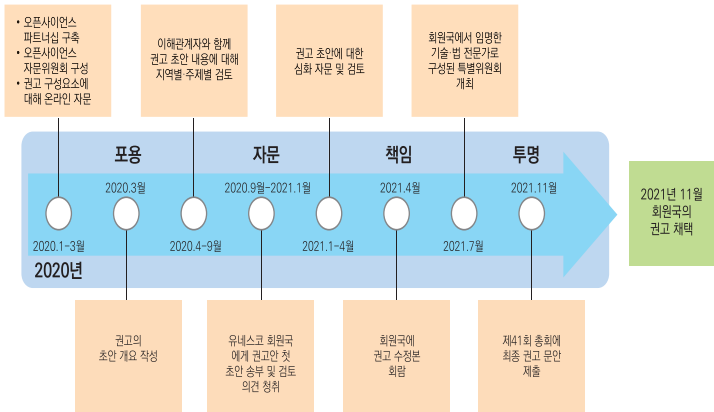 • 오픈사이언스
파트너십 구축
• 오픈사이언스
자문위원회 구성
• 권고 구성요소에
대해 온라인 자문
이해관계자와 함께
권고 초안 내용에 대해
지역별·주제별 검토
권고 초안에 대한
심화 자문 및 검토
회원국에서 임명한
기술·법 전문가로
구성된 특별위원회
개최
포용
자문
책임
투명
2020.3월
2020.9월-2021.1월
2021.4월
2021.11월
2020.1-3월
2020.4-9월
2021.1-4월
2021.7월
2020년
2021년 11월
회원국의
권고 채택
권고의
초안 개요 작성
유네스코 회원국
에게 권고안 첫
초안 송부 및 검토
의견 청취
회원국에
권고 수정본
회람
제41회 총회에
최종 권고 문안
제출